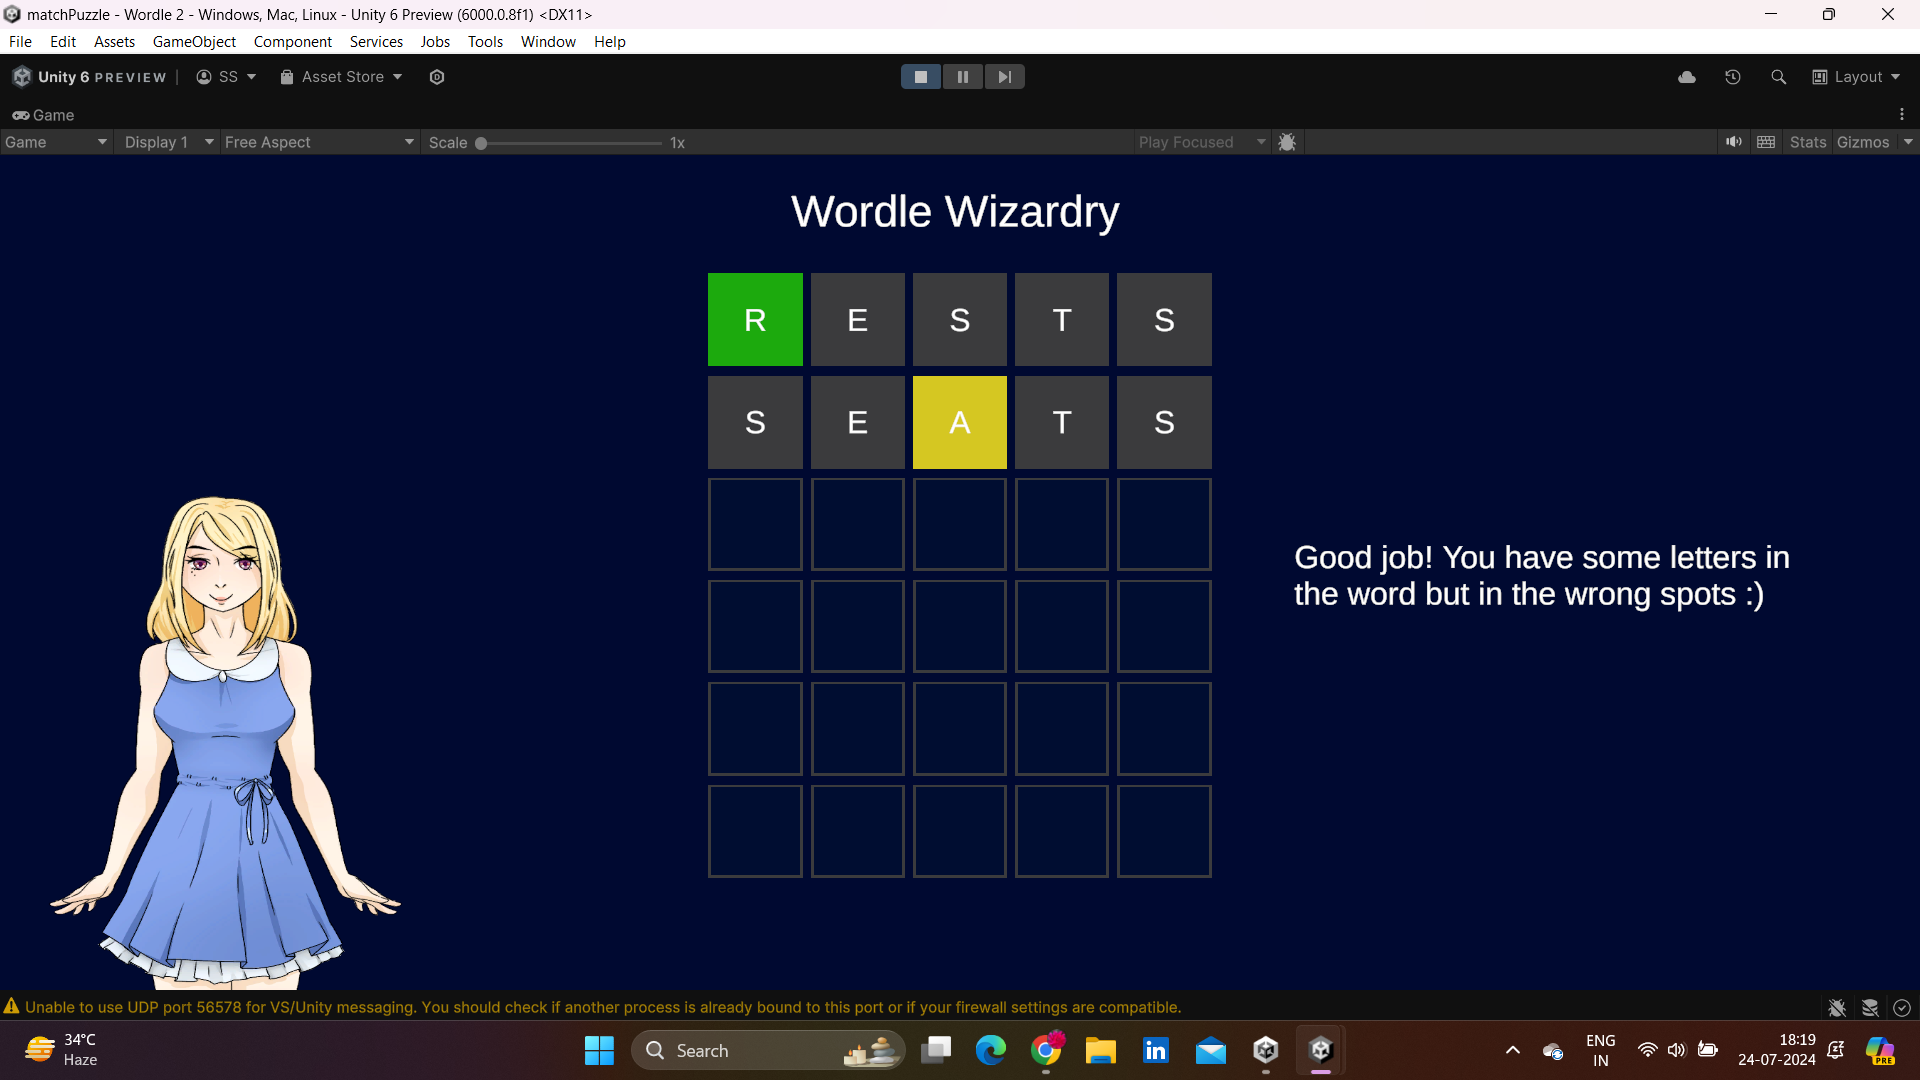 matchPuzzle - Wordle 2 - Windows, Mac, Linux - Unity 6 Preview (6000.0.8f1) <DX11>
File Edit Assets GameObject Component Services Jobs Tools Window Help
Unity 6 PREVIEW SS Asset Store Layout
Game
Game Display 1 Free Aspect Scale 1x Play Focused Stats Gizmos
Wordle Wizardry
R E S T S
S E A T S
Good job! You have some letters in
the word but in the wrong spots :)
Unable to use UDP port 56578 for VS/Unity messaging. You should check if another process is already bound to this port or if your firewall settings are compatible.
34°C
Haze
Search
ENG
IN
18:19
24-07-2024
PRE